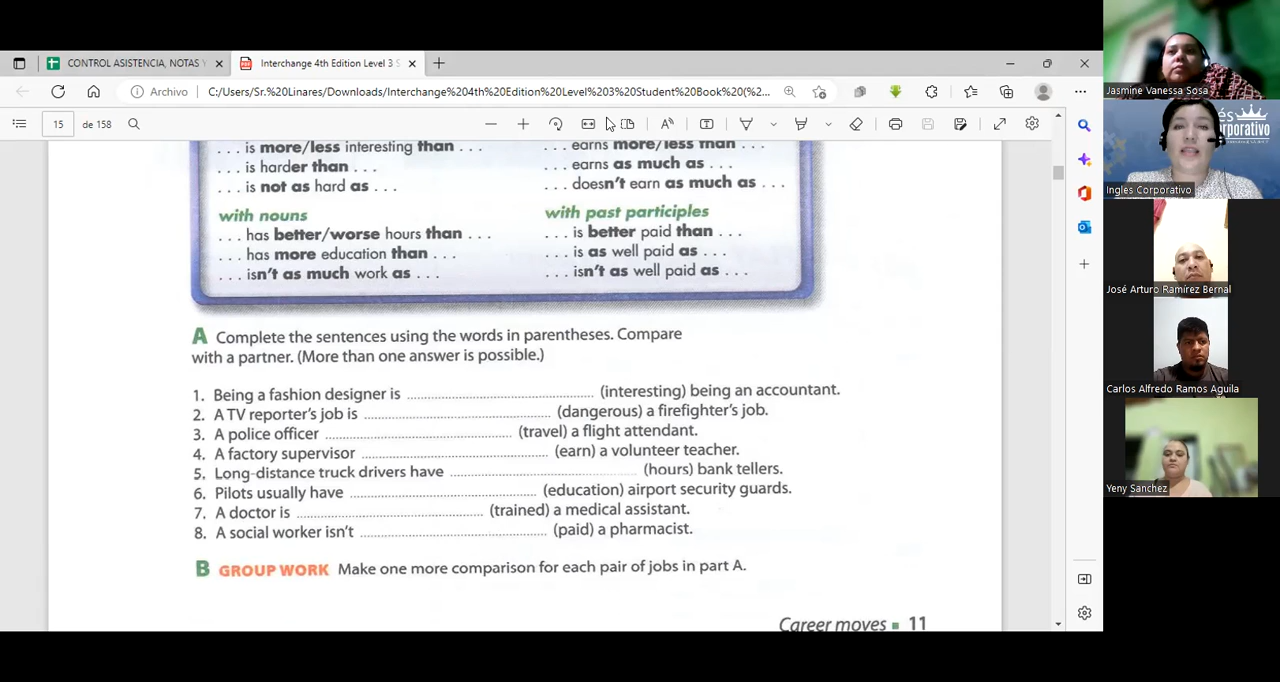 CONTROL ASISTENCIA, NOTAS Y
Interchange 4th Edition Level 3 S
Archivo
C:/Users/Sr.%20Linares/Downloads/Interchange%204th%20Edition%20Level%203%20Student%20Book%20(%2...
15
de 158
. . . is more/less interesting than . . .
. . . is harder than . . .
. . . is not as hard as . . .
with nouns
. . . has better/worse hours than . . .
. . . has more education than . . .
. . . isn't as much work as . . .
. . . earns more/less than . . .
. . . earns as much as . . .
. . . doesn't earn as much as . . .
with past participles
. . . is better paid than . . .
. . . is as well paid as . . .
. . . isn't as well paid as . . .
A Complete the sentences using the words in parentheses. Compare
with a partner. (More than one answer is possible.)
1. Being a fashion designer is .......... (interesting) being an accountant.
2. A TV reporter's job is .......... (dangerous) a firefighter's job.
3. A police officer .......... (travel) a flight attendant.
4. A factory supervisor .......... (earn) a volunteer teacher.
5. Long-distance truck drivers have .......... (hours) bank tellers.
6. Pilots usually have .......... (education) airport security guards.
7. A doctor is .......... (trained) a medical assistant.
8. A social worker isn't .......... (paid) a pharmacist.
B GROUP WORK Make one more comparison for each pair of jobs in part A.
Career moves ■ 11
Jasmine Vanessa Sosa
Ingles Corporativo
José Arturo Ramírez Bernal
Carlos Alfredo Ramos Aguila
Yeny Sanchez